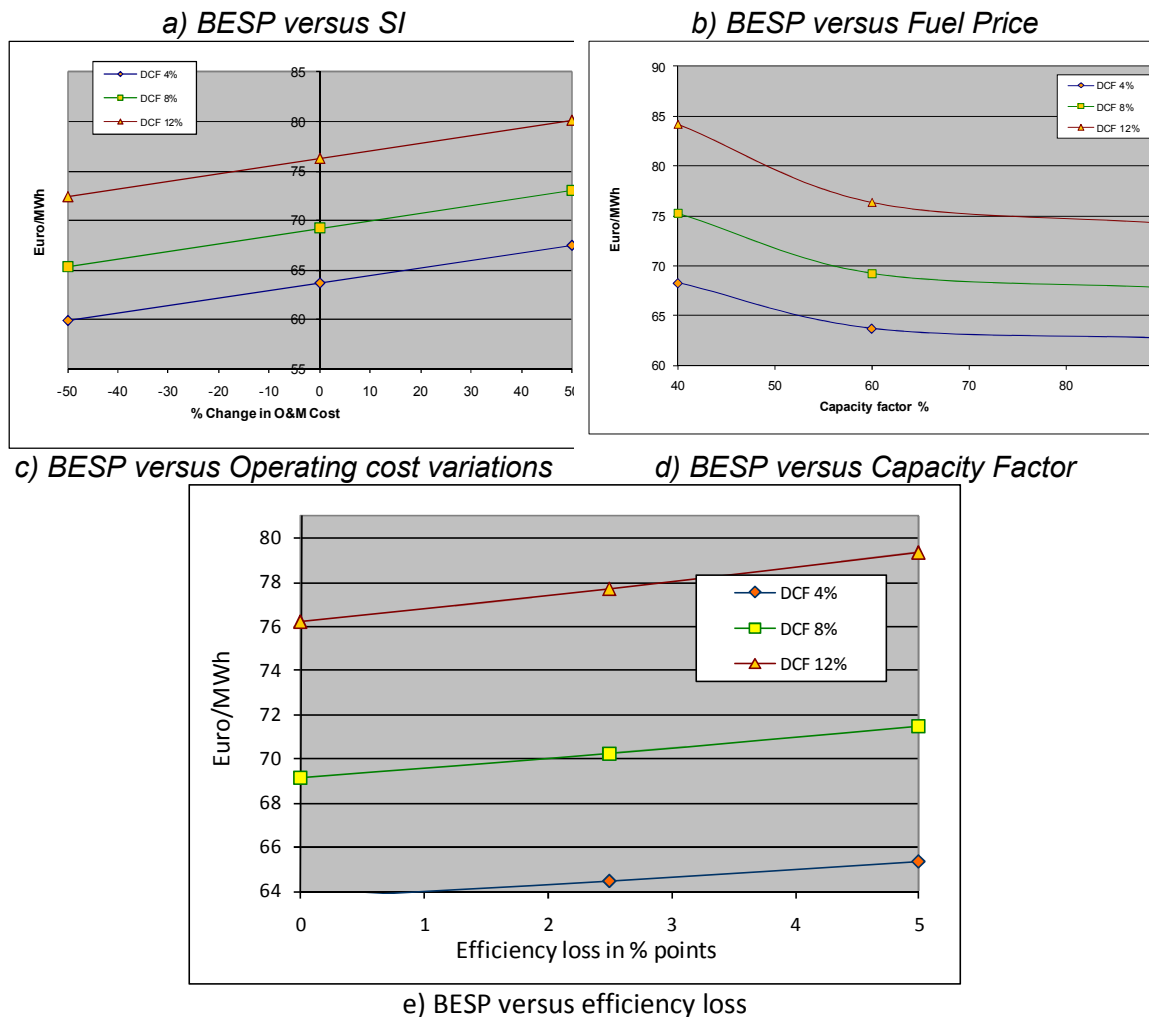 a) BESP versus SI
b) BESP versus Fuel Price
DCF 4%
DCF 8%
DCF 12%
85
80
75
70
65
60
55
Euro/MWh
-50 -40 -30 -20 -10 0 10 20 30 40 50
% Change in O&M Cost
90
85
80
75
70
65
60
Euro/MWh
DCF 4%
DCF 8%
DCF 12%
40 50 60 70 80
Capacity factor %
c) BESP versus Operating cost variations
d) BESP versus Capacity Factor
80
78
76
74
72
70
68
66
64
Euro/MWh
DCF 4%
DCF 8%
DCF 12%
0 1 2 3 4 5
Efficiency loss in % points
e) BESP versus efficiency loss